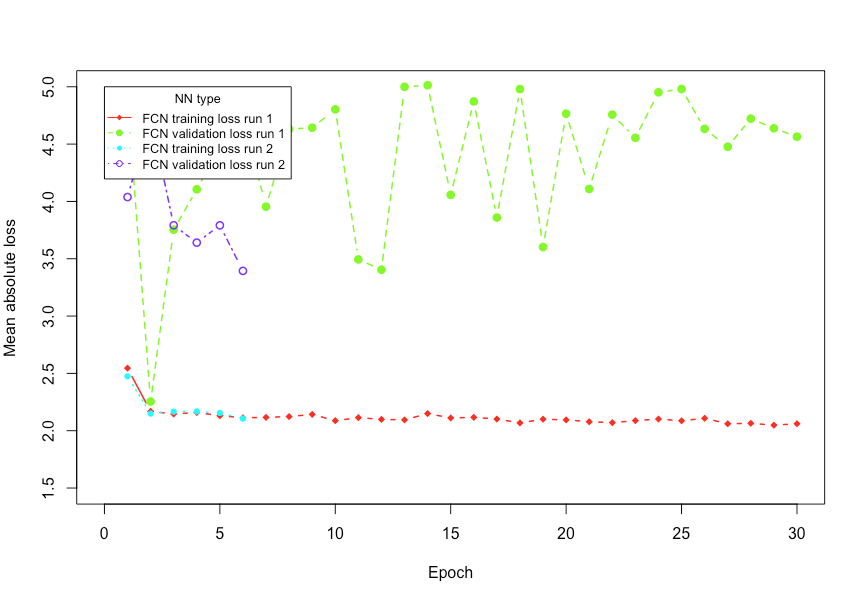 NN type
FCN training loss run 1
FCN validation loss run 1
FCN training loss run 2
FCN validation loss run 2
Mean absolute loss
5.0
4.5
4.0
3.5
3.0
2.5
2.0
1.5
0 5 10 15 20 25 30
Epoch